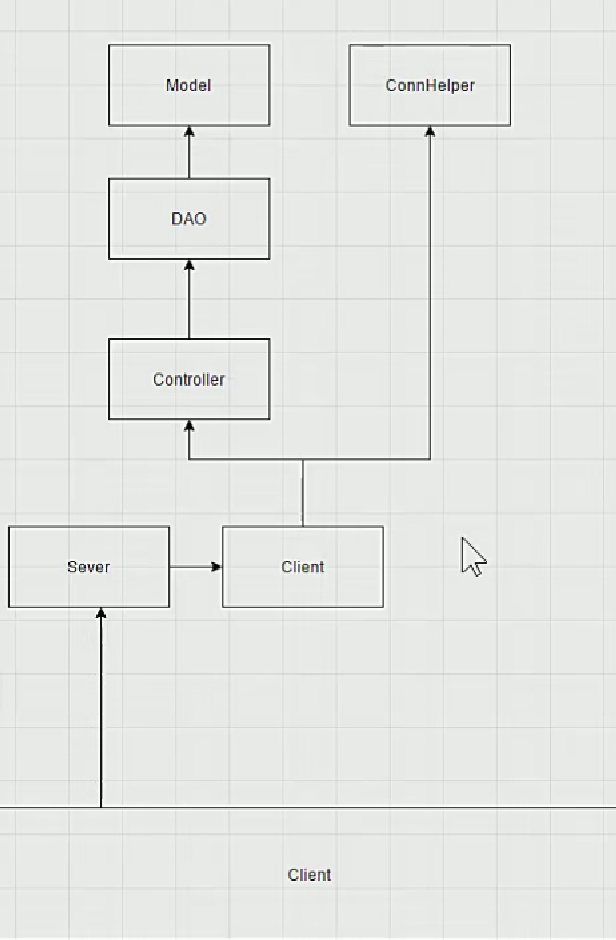 Model
ConnHelper
DAO
Controller
Sever
Client
Client